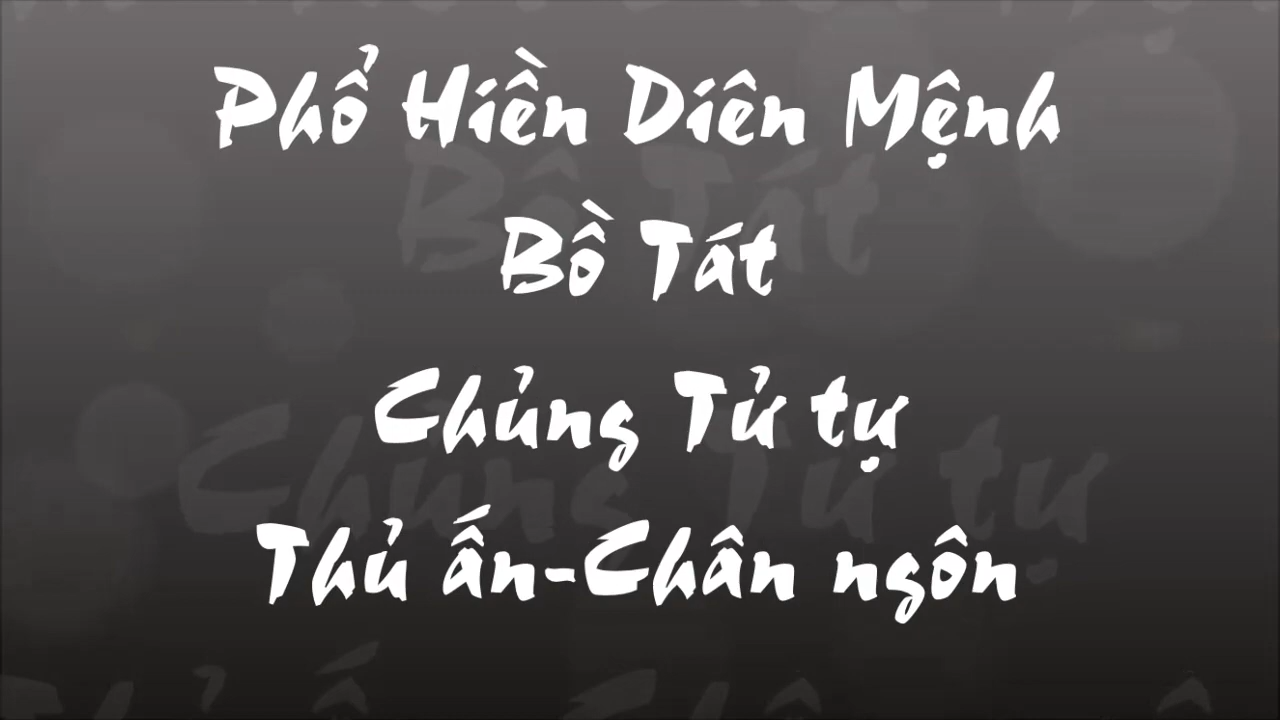 Phổ Hiền Diên Mệnh
Bồ Tát
Chủng Tử tự
Thủ ấn-Chân ngôn